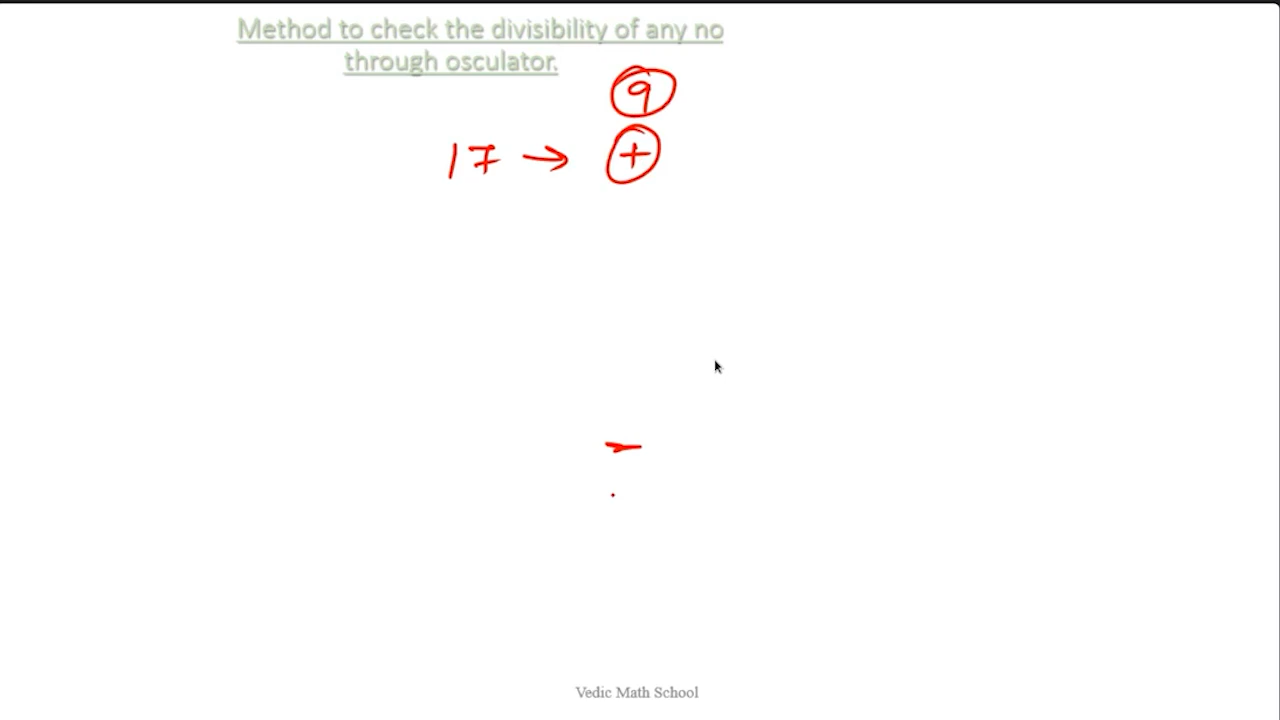 Method to check the divisibility of any no
through osculator.
9
17 → +
Vedic Math School